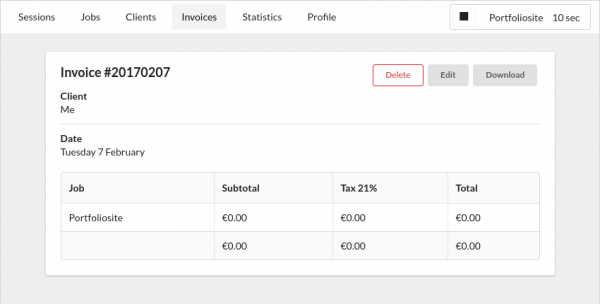 Sessions Jobs Clients Invoices Statistics Profile Portfoliosite 10 sec
Invoice #20170207 Delete Edit Download
Client
Me
Date
Tuesday 7 February
Job Subtotal Tax 21% Total
Portfoliosite €0.00 €0.00 €0.00
€0.00 €0.00 €0.00